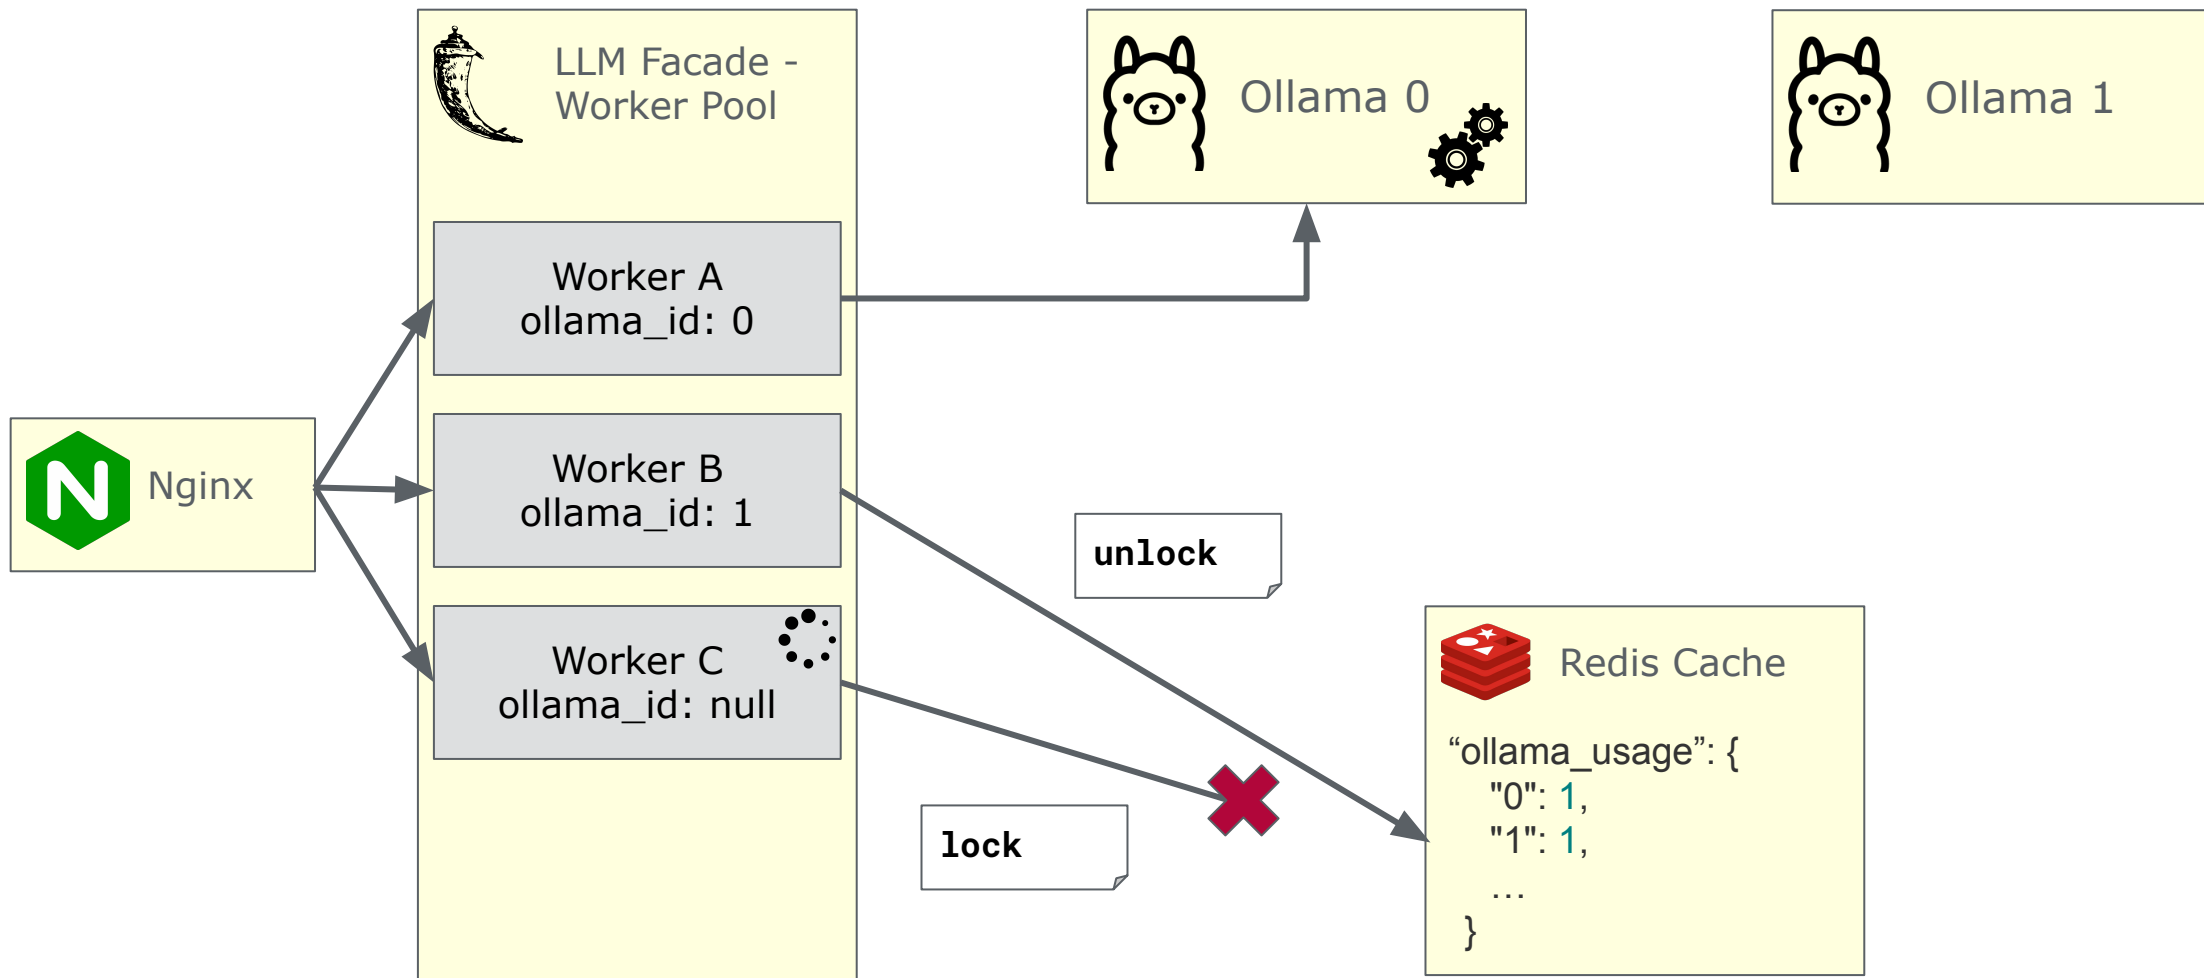 LLM Facade -
Worker Pool
Ollama 0
Ollama 1
Worker A
ollama_id: 0
Nginx
Worker B
ollama_id: 1
unlock
Worker C
ollama_id: null
lock
Redis Cache
“ollama_usage”: {
"0": 1,
"1": 1,
…
}